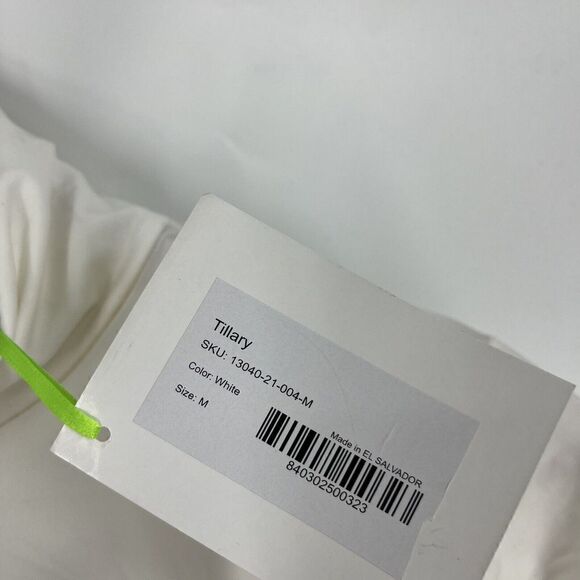 Tillary
SKU: 13040-21-004-M
Color: White
Size: M
Made in EL SALVADOR
840302500323